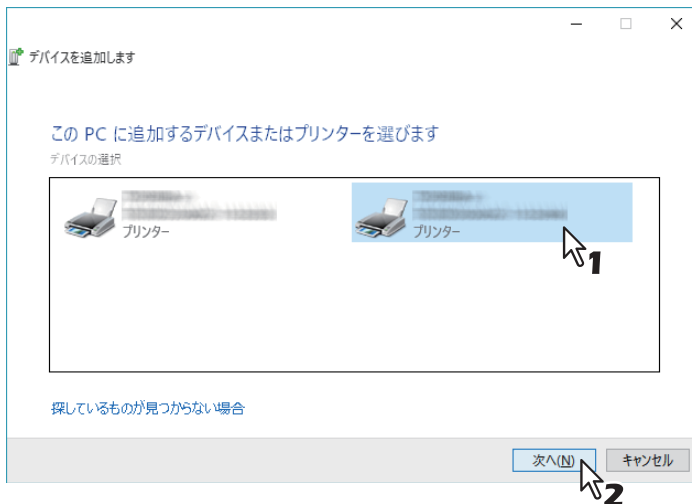 デバイスを追加します
この PC に追加するデバイスまたはプリンターを選びます
デバイスの選択
プリンター
プリンター
1
探しているものが見つからない場合
次へ(N)
キャンセル
2